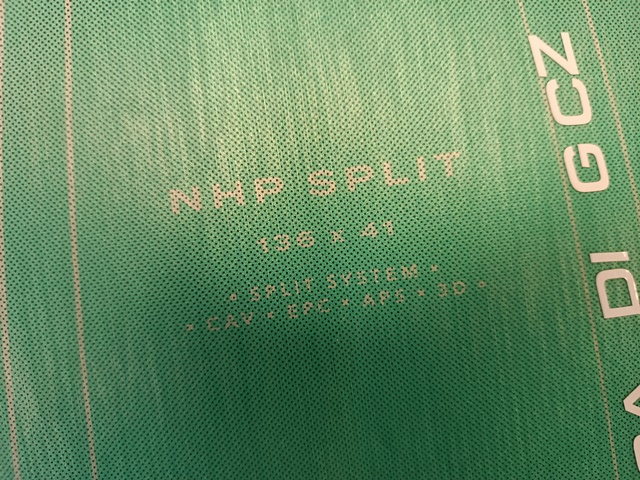 NHP SPLIT
136 x 41
• SPLIT SYSTEM •
• CAV • EPC • APS • 3D •
DI GCZ